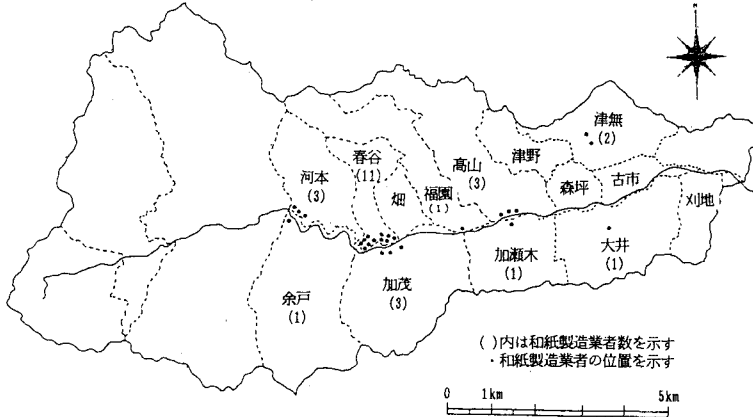 N
津無
(2)
春谷
(11)
高山
(3)
津野
河本
(3)
畑
福園
(1)
森坪
古市
刈地
加瀬木
(1)
大井
(1)
余戸
(1)
加茂
(3)
( )内は和紙製造業者数を示す
・和紙製造業者の位置を示す
0 1km 5km